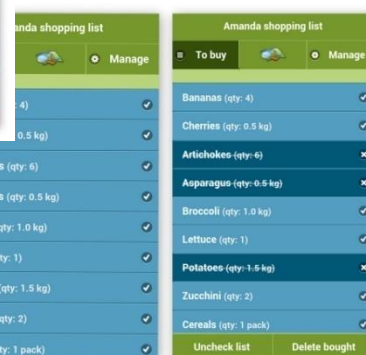 anda shopping list
Manage
: 4)
0.5 kg)
s (qty: 6)
s (qty: 0.5 kg)
qty: 1.0 kg)
ty: 1)
(qty: 1.5 kg)
qty: 2)
ty: 1 pack)
Amanda shopping list
To buy
Manage
Bananas (qty: 4)
Cherries (qty: 0.5 kg)
Artichokes (qty: 6)
Asparagus (qty: 0.5 kg)
Broccoli (qty: 1.0 kg)
Lettuce (qty: 1)
Potatoes (qty: 1.5 kg)
Zucchini (qty: 2)
Cereals (qty: 1 pack)
Uncheck list
Delete bought